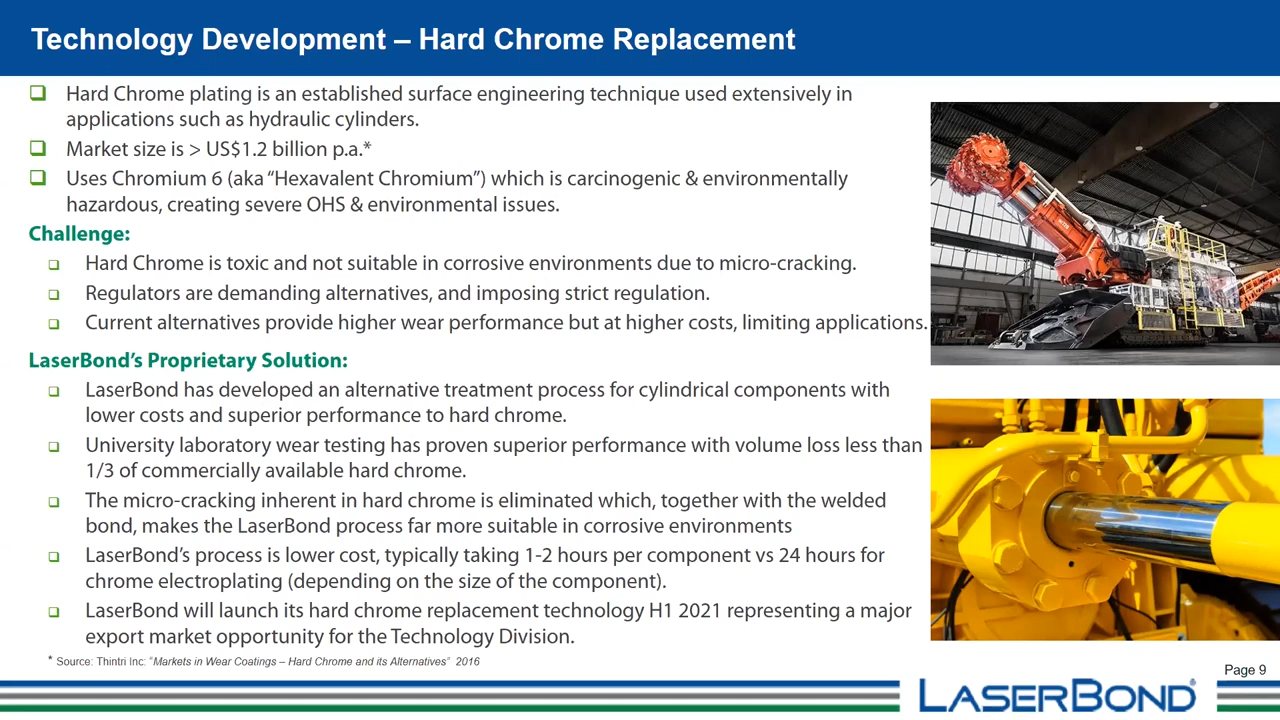 Technology Development – Hard Chrome Replacement
Hard Chrome plating is an established surface engineering technique used extensively in
applications such as hydraulic cylinders.
Market size is > US$1.2 billion p.a.*
Uses Chromium 6 (aka “Hexavalent Chromium”) which is carcinogenic & environmentally
hazardous, creating severe OHS & environmental issues.
Challenge:
Hard Chrome is toxic and not suitable in corrosive environments due to micro-cracking.
Regulators are demanding alternatives, and imposing strict regulation.
Current alternatives provide higher wear performance but at higher costs, limiting applications.
LaserBond’s Proprietary Solution:
LaserBond has developed an alternative treatment process for cylindrical components with
lower costs and superior performance to hard chrome.
University laboratory wear testing has proven superior performance with volume loss less than
1/3 of commercially available hard chrome.
The micro-cracking inherent in hard chrome is eliminated which, together with the welded
bond, makes the LaserBond process far more suitable in corrosive environments
LaserBond’s process is lower cost, typically taking 1-2 hours per component vs 24 hours for
chrome electroplating (depending on the size of the component).
LaserBond will launch its hard chrome replacement technology H1 2021 representing a major
export market opportunity for the Technology Division.
* Source: Thintri Inc: “Markets in Wear Coatings – Hard Chrome and its Alternatives” 2016
Page 9
LASERBOND®